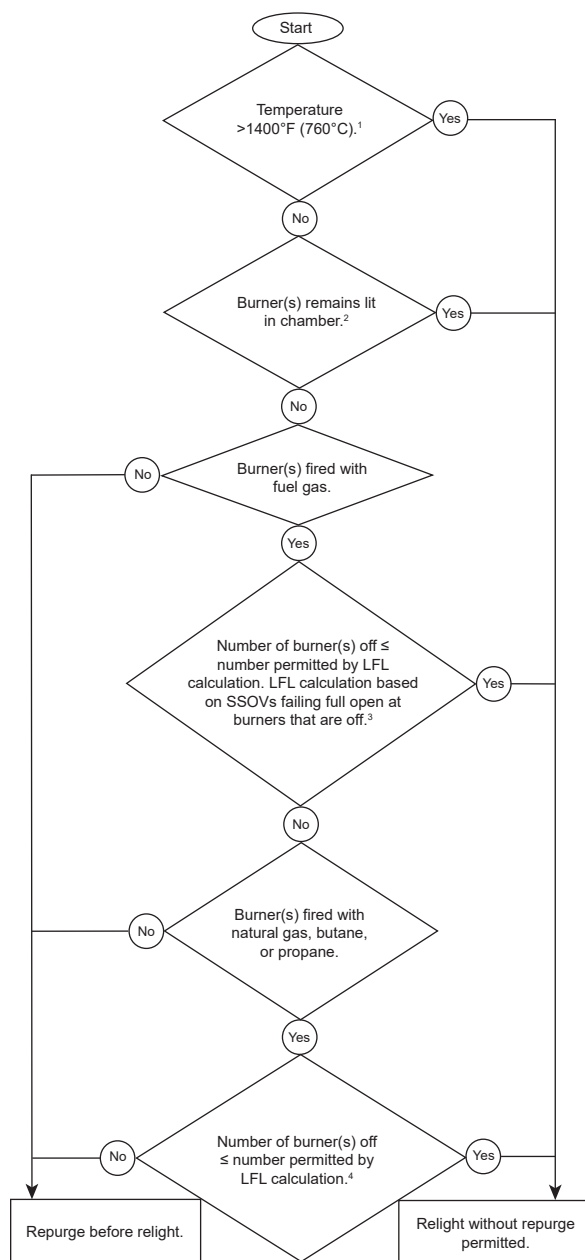 Start
Temperature
>1400°F (760°C).¹
Yes
No
Burner(s) remains lit
in chamber.²
Yes
No
Burner(s) fired with
fuel gas.
No
Yes
Number of burner(s) off ≤
number permitted by LFL
calculation. LFL calculation based
on SSOVs failing full open at
burners that are off.³
Yes
No
Burner(s) fired with
natural gas, butane,
or propane.
No
Yes
Number of burner(s) off
≤ number permitted by
LFL calculation.⁴
No
Yes
Repurge before relight.
Relight without repurge
permitted.